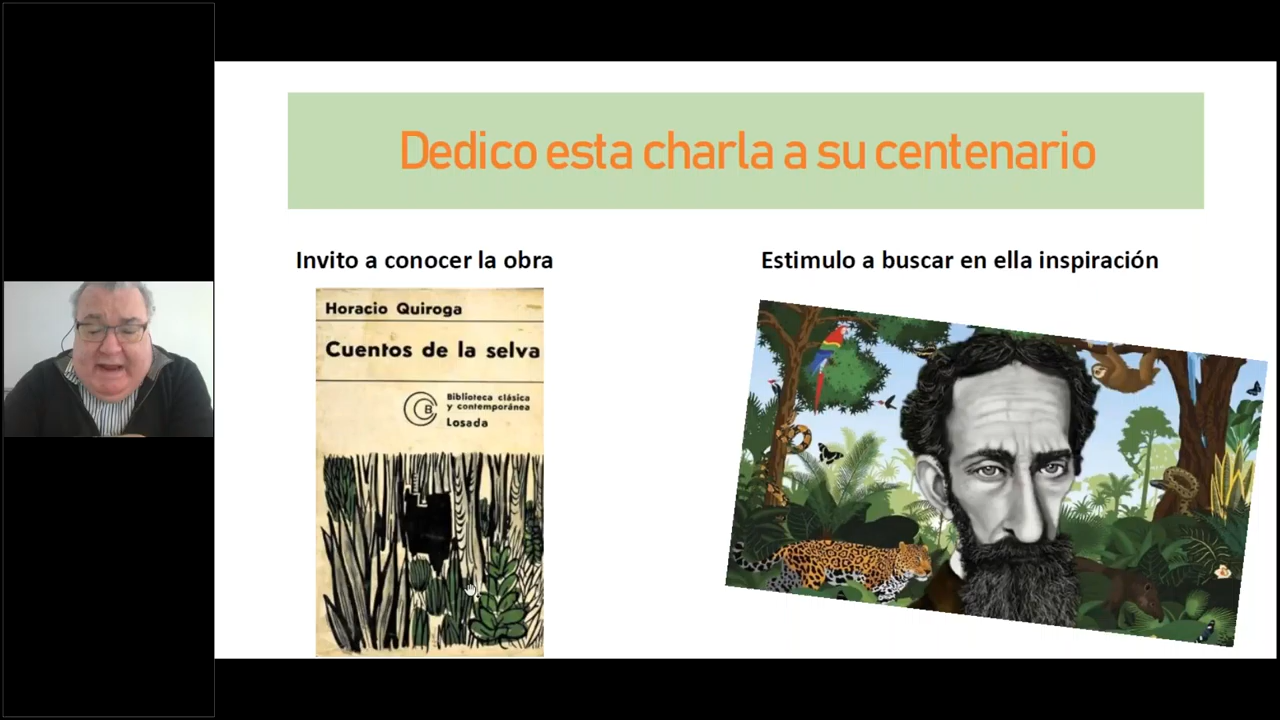 Dedico esta charla a su centenario
Invito a conocer la obra
Estimulo a buscar en ella inspiración
Horacio Quiroga
Cuentos de la selva
CB
Biblioteca clásica
y contemporánea
Losada